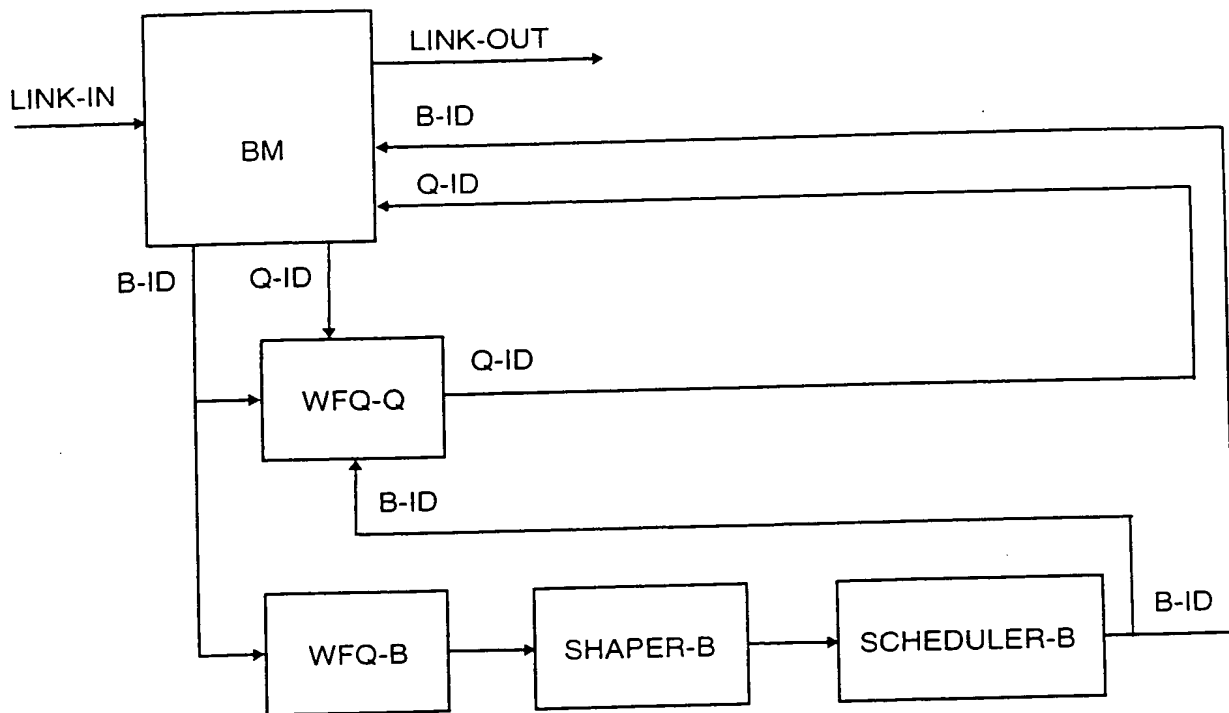 LINK-OUT
LINK-IN
B-ID
BM
Q-ID
B-ID
Q-ID
Q-ID
WFQ-Q
B-ID
B-ID
WFQ-B
SHAPER-B
SCHEDULER-B